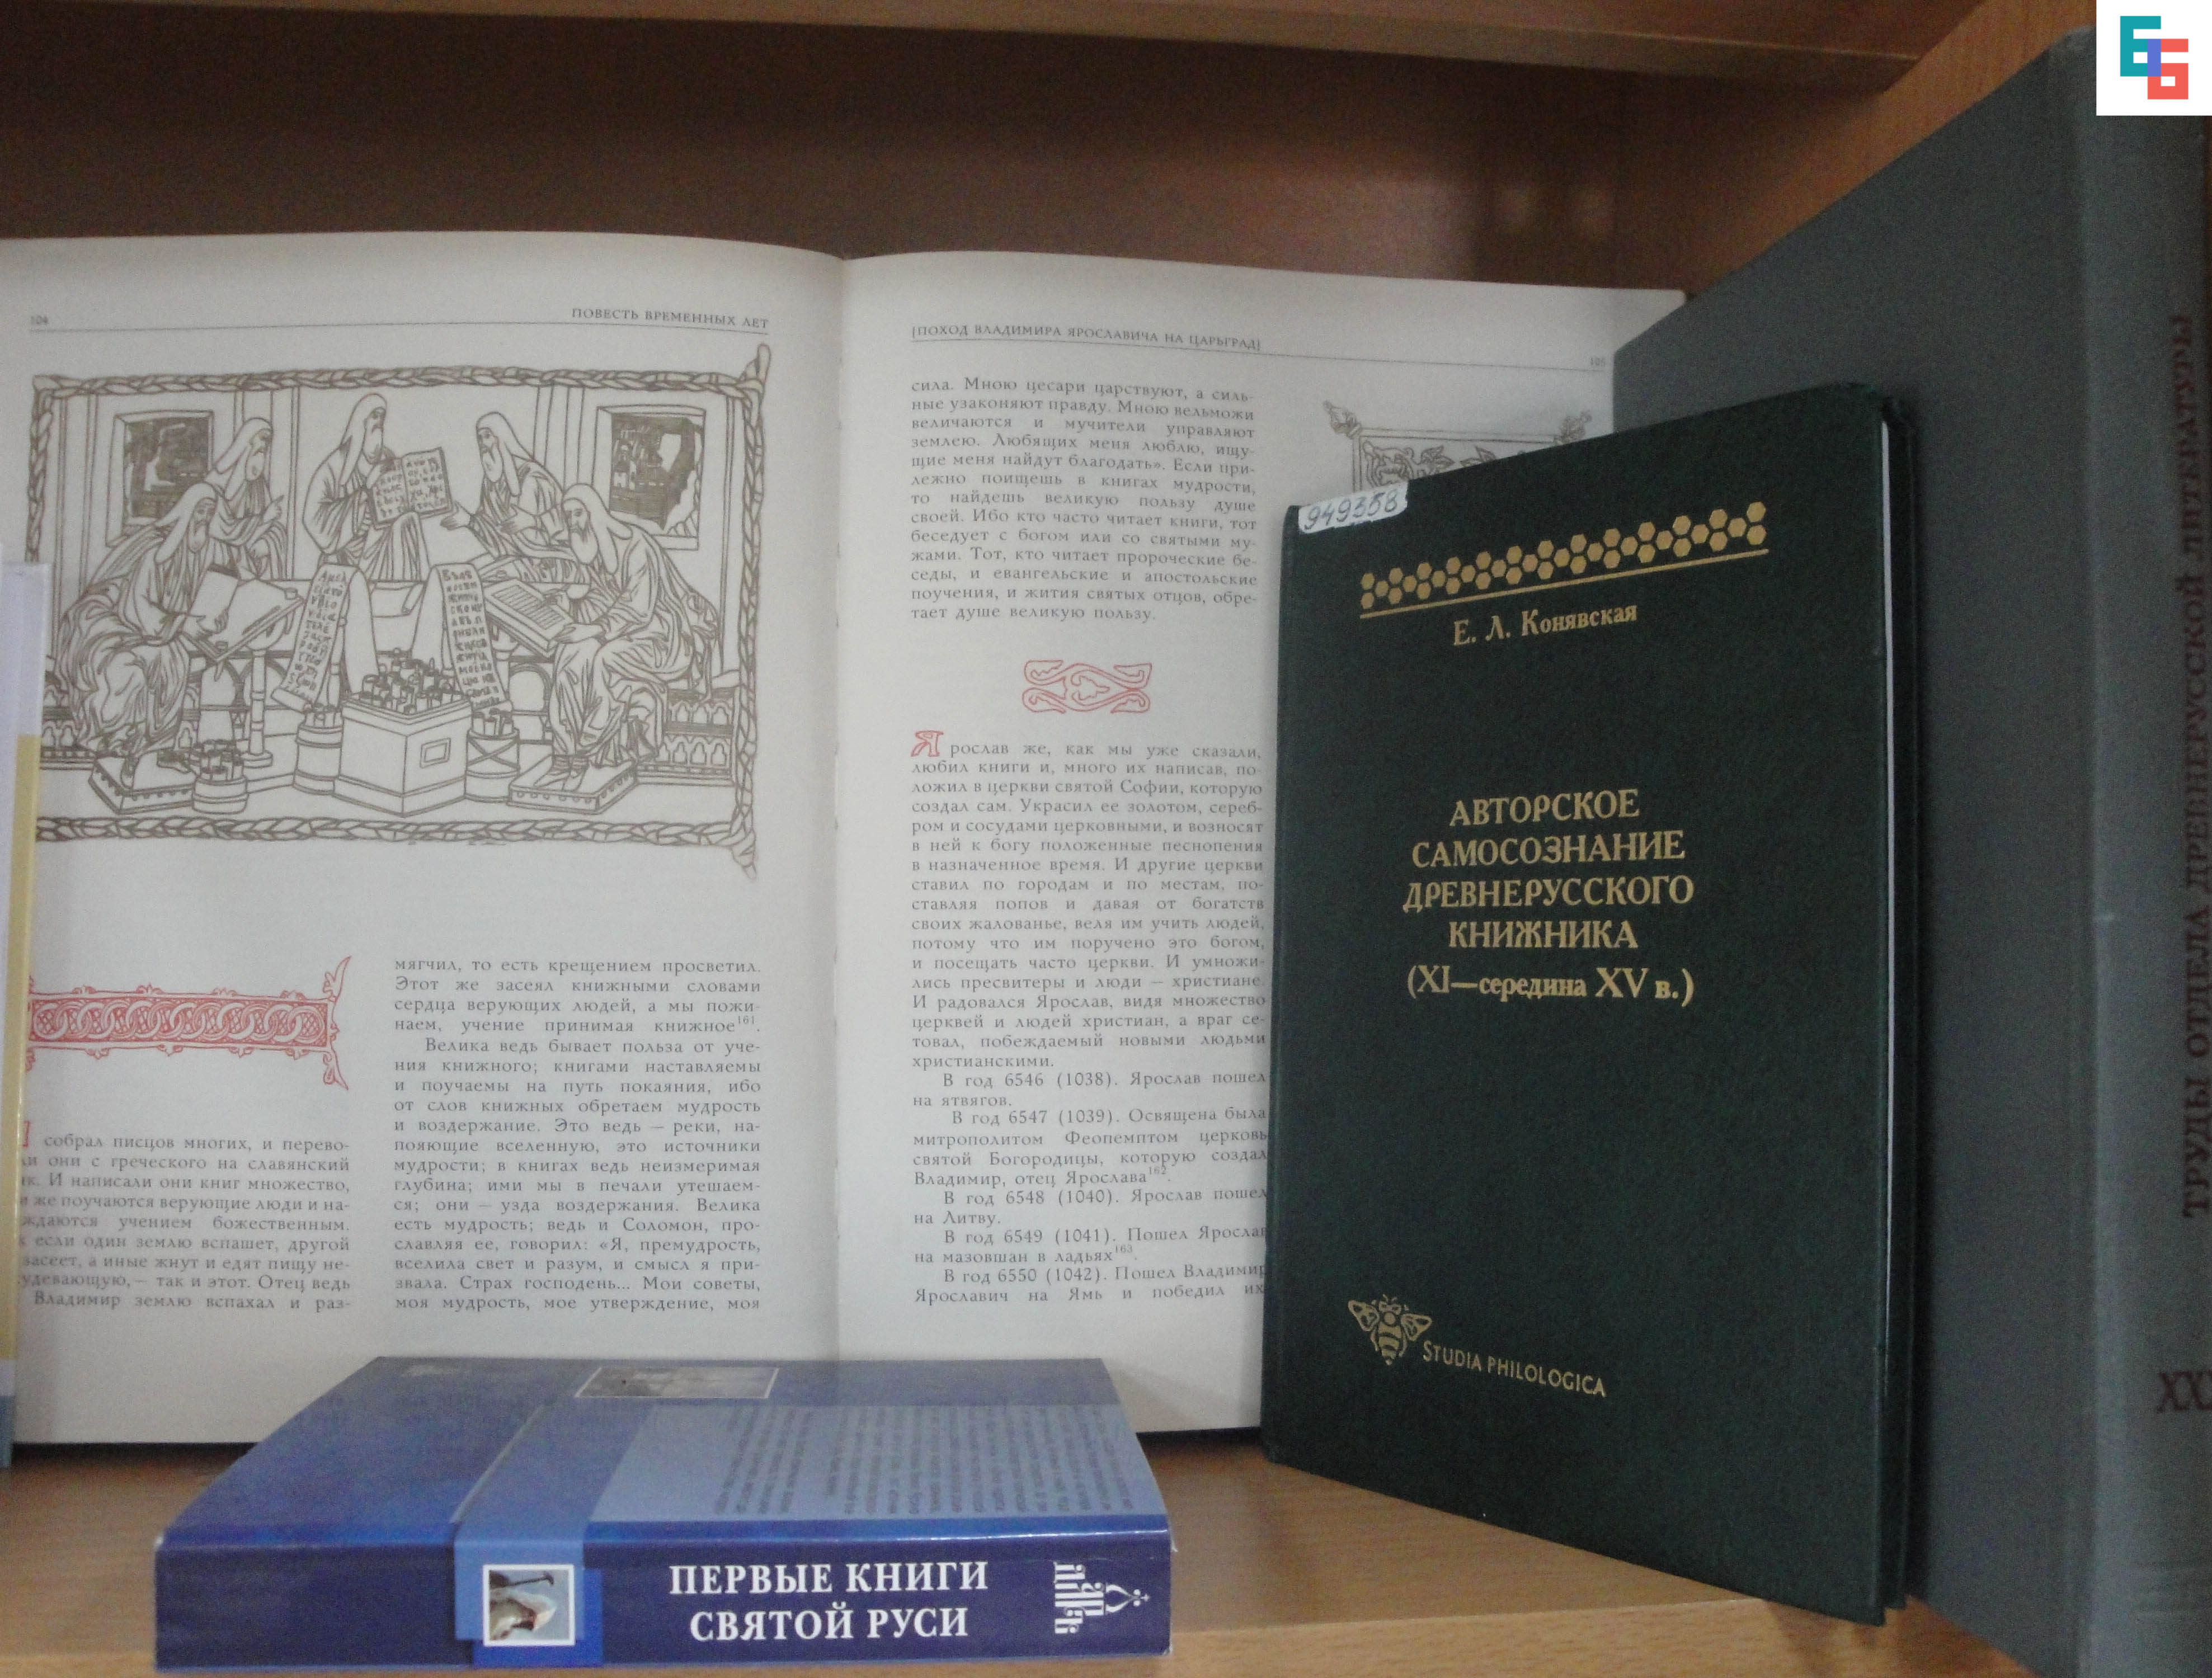 104
ПОВЕСТЬ ВРЕМЕННЫХ ЛЕТ
собрал писцов многих, и перево-
они с греческого на славянский
И написали они книг множество,
же поучаются верующие люди и на-
учением божественным.
если один землю вспашет, другой
засеет, а иные жнут и едят пищу не-
— так и этот. Отец ведь
Владимир землю вспахал и раз-
мягчил, то есть крещением просветил.
Этот же засеял книжными словами
сердца верующих людей, а мы пожи-
наем, учение принимая книжное161.
Велика ведь бывает польза от уче-
ния книжного; книгами наставляемы
и поучаемы на путь покаяния, ибо
от слов книжных обретаем мудрость
и воздержание. Это ведь — реки, на-
пояющие вселенную, это источники
мудрости; в книгах ведь неизмеримая
глубина; ими мы в печали утешаем-
ся; они — узда воздержания. Велика
есть мудрость; ведь и Соломон, про-
славляя ее, говорил: «Я, премудрость,
вселила свет и разум, и смысл я при-
звала. Страх господень... Мои советы,
моя мудрость, мое утверждение, моя
[ПОХОД ВЛАДИМИРА ЯРОСЛАВИЧА НА ЦАРЬГРАД]
105
сила. Мною цесари царствуют, а силь-
ные узаконяют правду. Мною вельможи
величаются и мучители управляют
землею. Любящих меня люблю, ищу-
щие меня найдут благодать». Если при-
лежно поищешь в книгах мудрости,
то найдешь великую пользу душе
своей. Ибо кто часто читает книги, тот
беседует с богом или со святыми му-
жами. Тот, кто читает пророческие бе-
седы, и евангельские и апостольские
поучения, и жития святых отцов, обре-
тает душе великую пользу.
Ярослав же, как мы уже сказали,
любил книги и, много их написав, по-
ложил в церкви святой Софии, которую
создал сам. Украсил ее золотом, сереб-
ром и сосудами церковными, и возносят
в ней к богу положенные песнопения
в назначенное время. И другие церкви
ставил по городам и по местам, по-
ставляя попов и давая от богатств
своих жалованье, веля им учить людей,
потому что им поручено это богом,
и посещать часто церкви. И умножи-
лись пресвитеры и люди — христиане.
И радовался Ярослав, видя множество
церквей и людей христиан, а враг се-
товал, побеждаемый новыми людьми
христианскими.
В год 6546 (1038). Ярослав пошел
на ятвягов.
В год 6547 (1039). Освящена была
митрополитом Феопемптом церковь
святой Богородицы, которую создал
Владимир, отец Ярослава162.
В год 6548 (1040). Ярослав пошел
на Литву.
В год 6549 (1041). Пошел Ярослав
на мазовшан в ладьях163.
В год 6550 (1042). Пошел Владимир
Ярославич на Ямь и победил их
949358
Е. Л. Конявская
АВТОРСКОЕ
САМОСОЗНАНИЕ
ДРЕВНЕРУССКОГО
КНИЖНИКА
(XI—середина XV в.)
STUDIA PHILOLOGICA
ТРУДЫ ОТДЕЛА ДРЕВНЕРУССКОЙ ЛИТЕРАТУРЫ
XX
ПЕРВЫЕ КНИГИ
СВЯТОЙ РУСИ